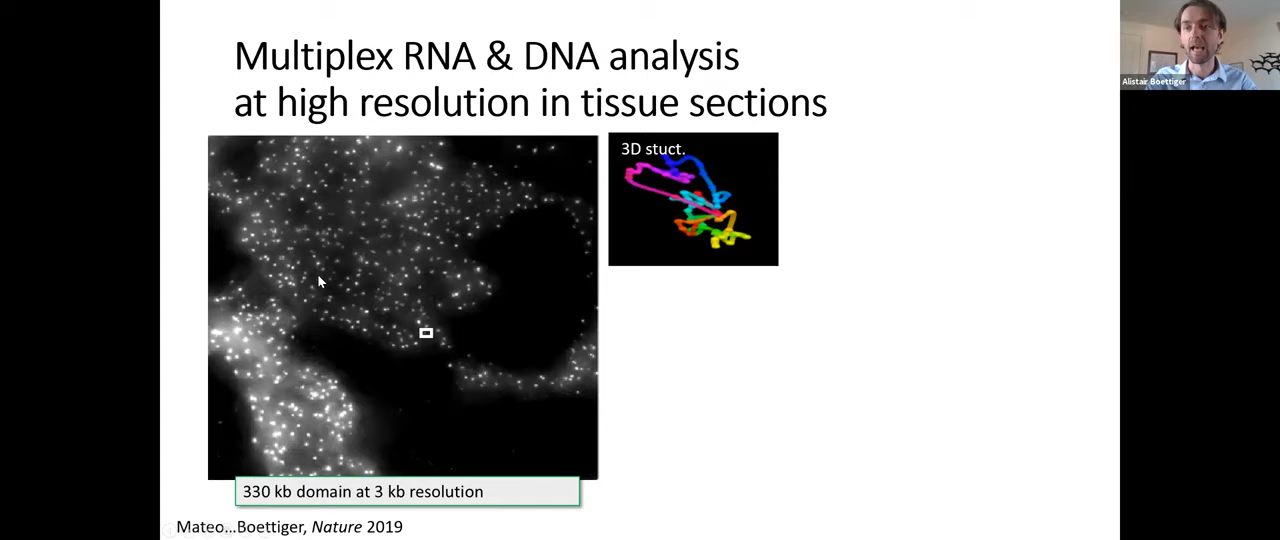 Multiplex RNA & DNA analysis
at high resolution in tissue sections
3D stuct.
330 kb domain at 3 kb resolution
Mateo…Boettiger, Nature 2019
Alistair Boettiger